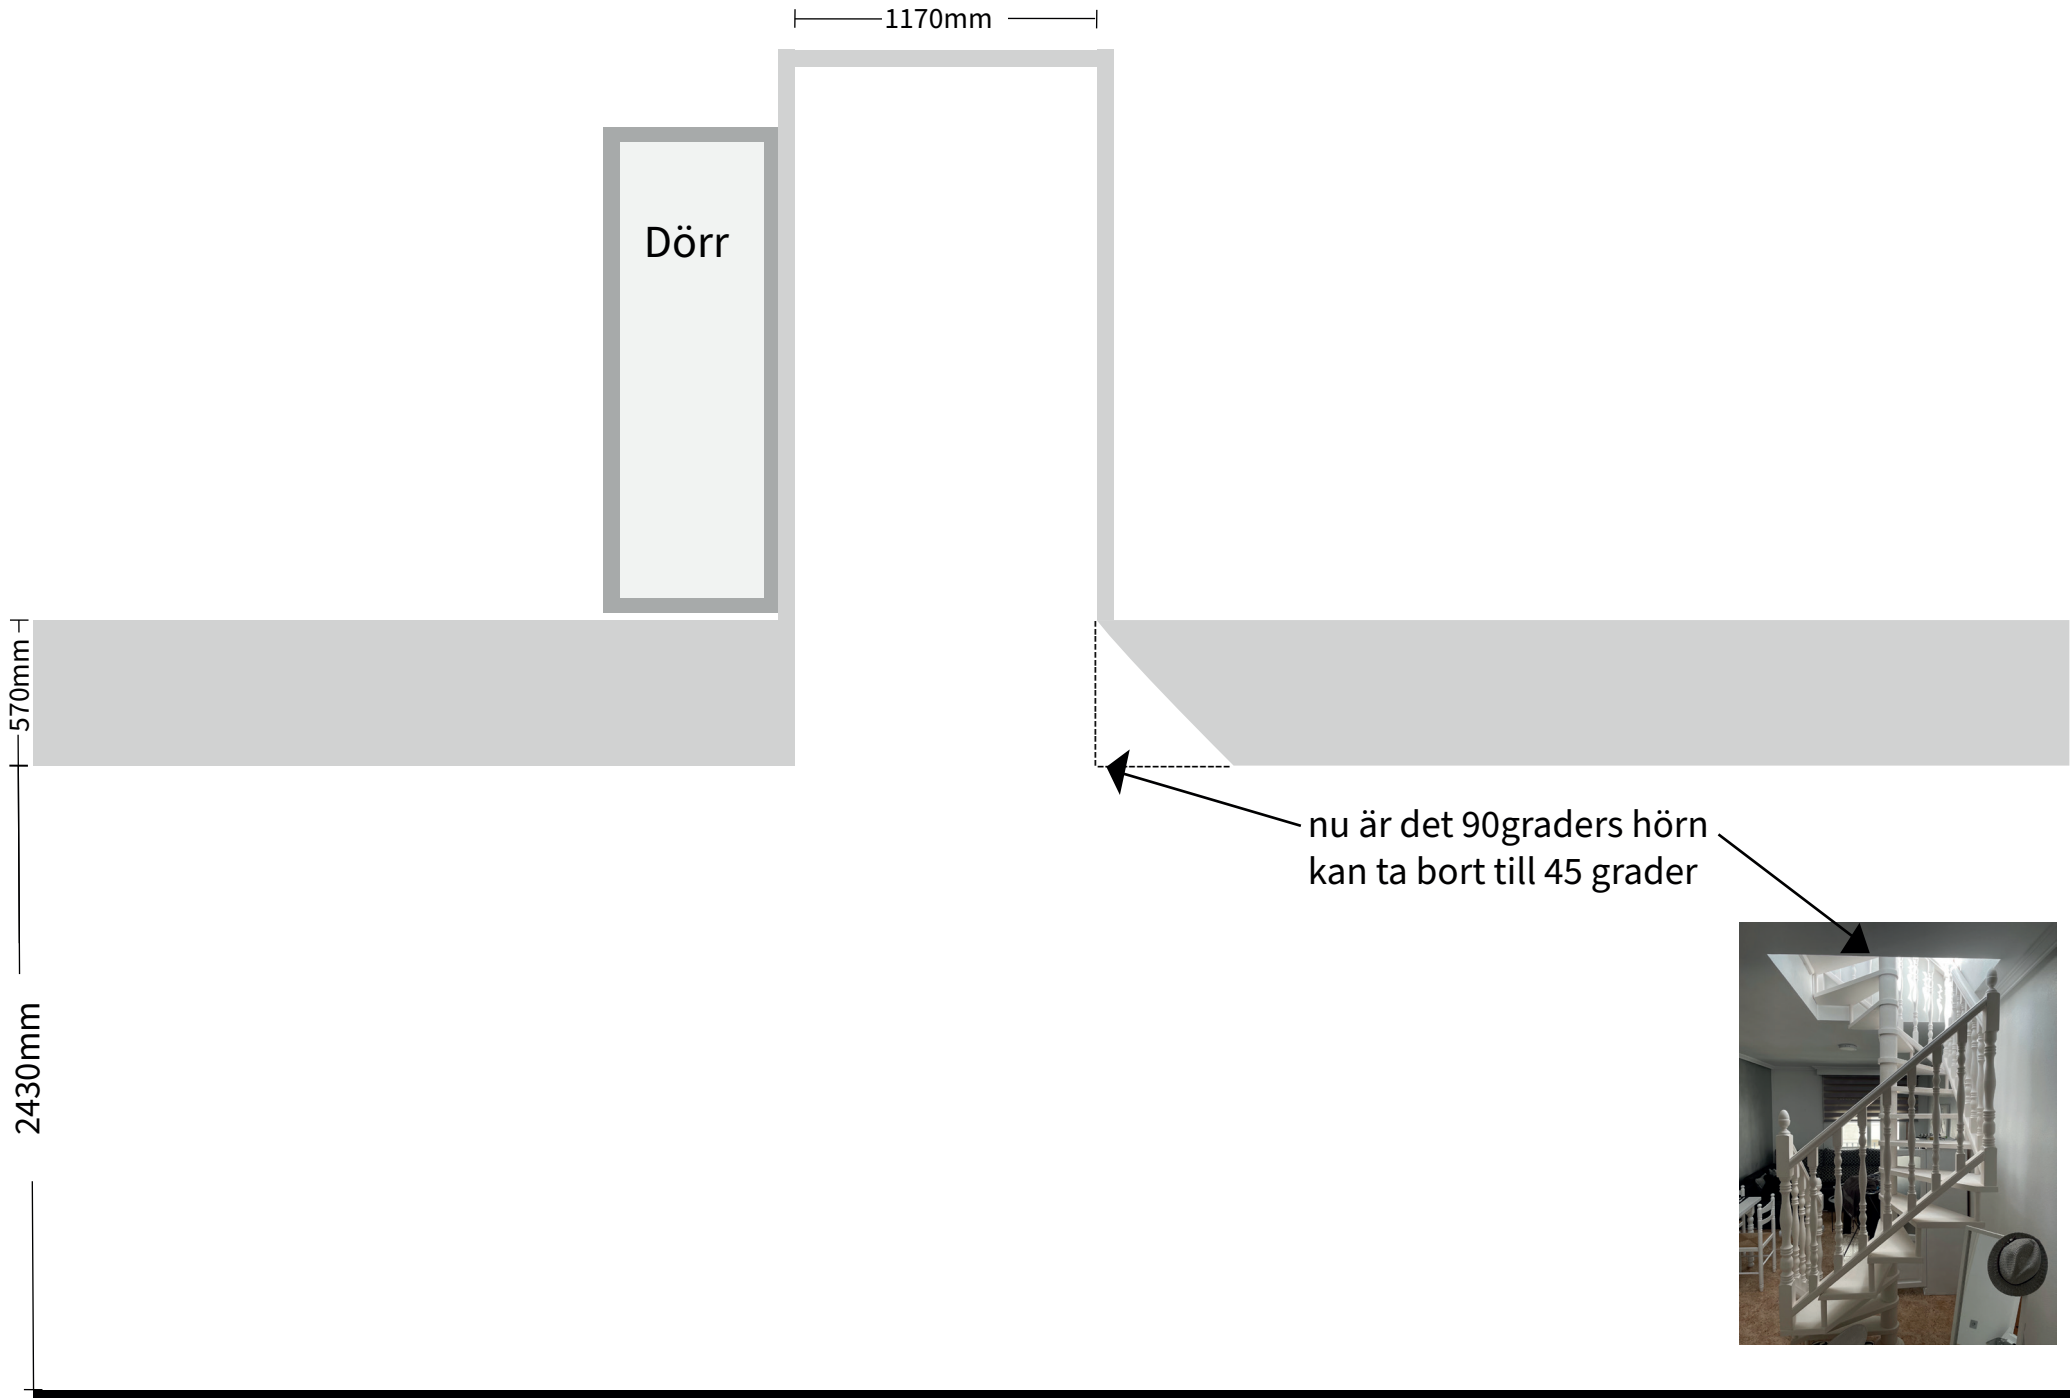 1170mm
Dörr
570mm
nu är det 90graders hörn
kan ta bort till 45 grader
2430mm